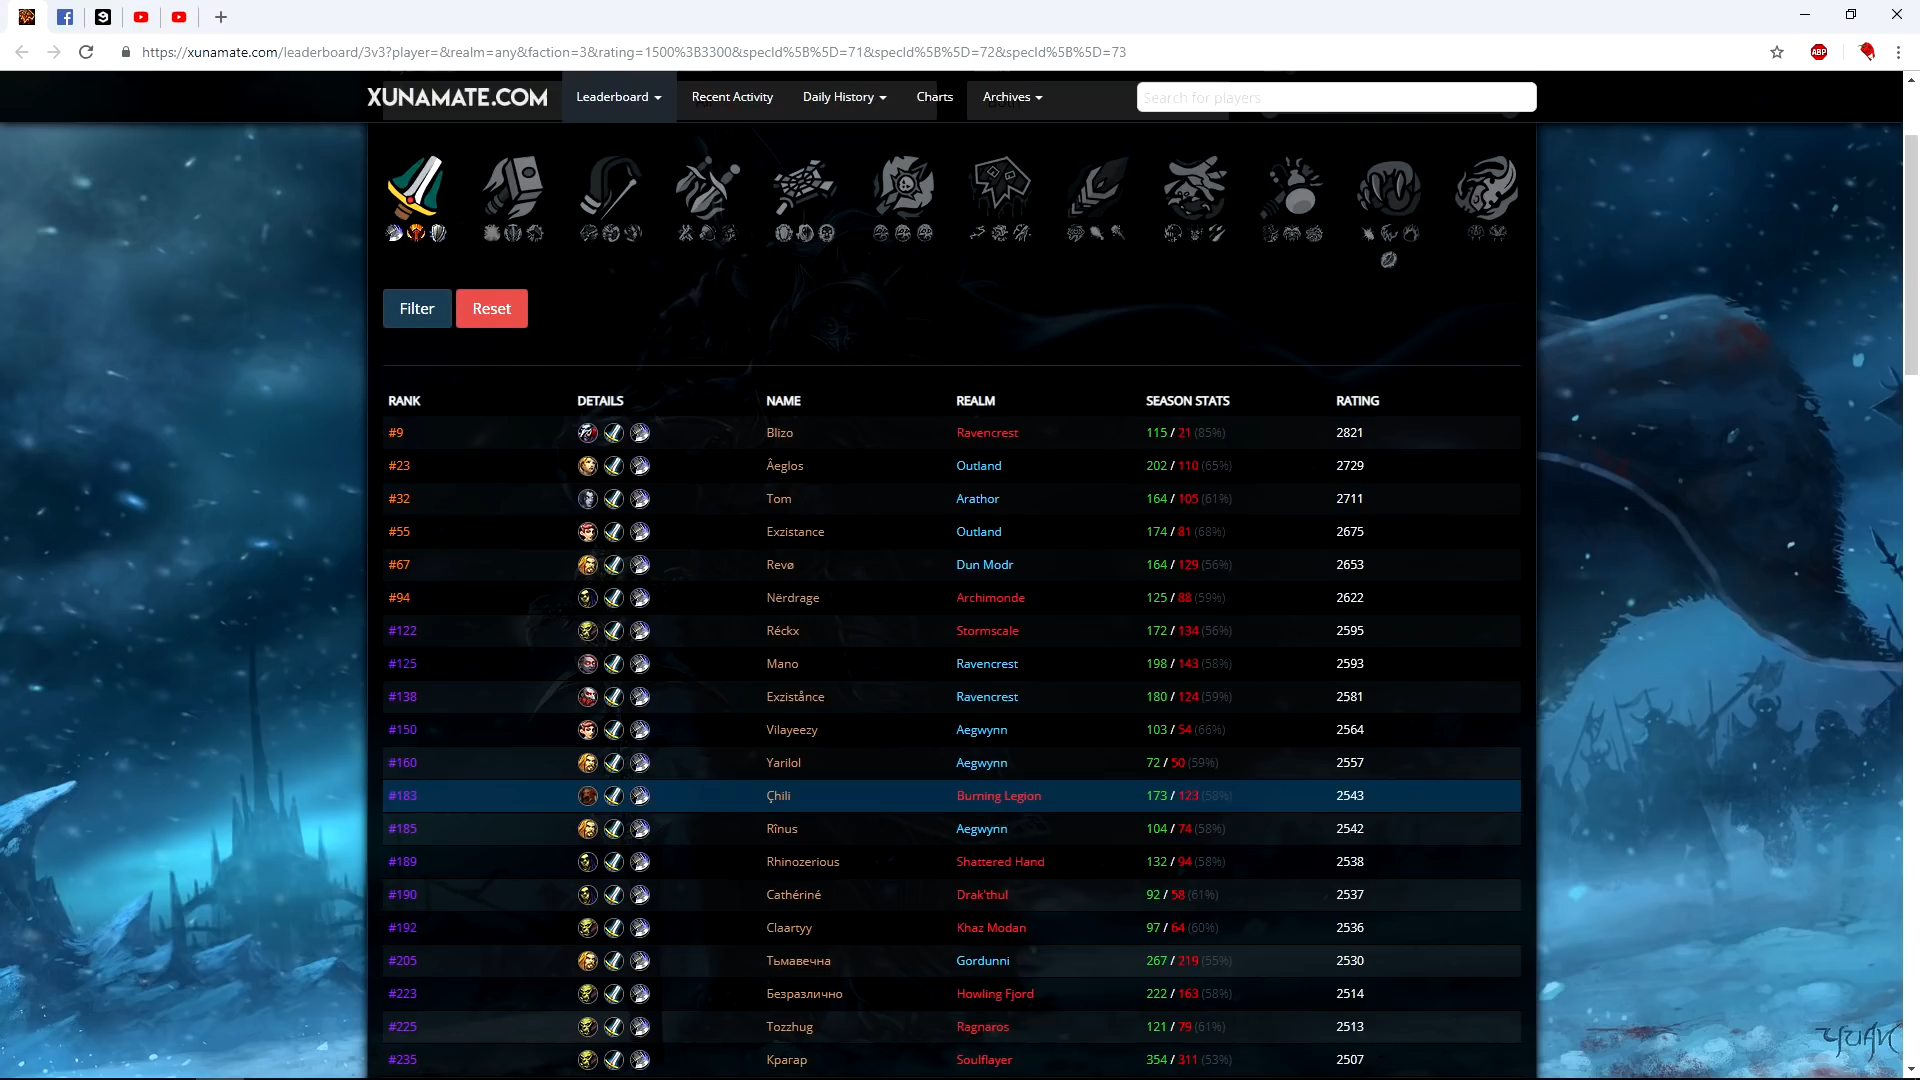 ABP
https://xunamate.com/leaderboard/3v3?player=&realm=any&faction=3&rating=1500%3B3300&specId%5B%5D=71&specId%5B%5D=72&specId%5B%5D=73
XUNAMATE.COM Leaderboard Recent Activity Daily History Charts Archives Search for players
Filter Reset
RANK DETAILS NAME REALM SEASON STATS RATING
#9 Blizo Ravencrest 115 / 21 (85%) 2821
#23 Âeglos Outland 202 / 110 (65%) 2729
#32 Tom Arathor 164 / 105 (61%) 2711
#55 Exzistance Outland 174 / 81 (68%) 2675
#67 Revø Dun Modr 164 / 129 (56%) 2653
#94 Nërdrage Archimonde 125 / 88 (59%) 2622
#122 Réckx Stormscale 172 / 134 (56%) 2595
#125 Mano Ravencrest 198 / 143 (58%) 2593
#138 Exzistånce Ravencrest 180 / 124 (59%) 2581
#150 Vilayeezy Aegwynn 103 / 54 (66%) 2564
#160 Yarilol Aegwynn 72 / 50 (59%) 2557
#183 Çhili Burning Legion 173 / 123 (58%) 2543
#185 Rînus Aegwynn 104 / 74 (58%) 2542
#189 Rhinozerious Shattered Hand 132 / 94 (58%) 2538
#190 Cathériné Drak'thul 92 / 58 (61%) 2537
#192 Claartyy Khaz Modan 97 / 64 (60%) 2536
#205 Тьмавечна Gordunni 267 / 219 (55%) 2530
#223 Безразлично Howling Fjord 222 / 163 (58%) 2514
#225 Tozzhug Ragnaros 121 / 79 (61%) 2513
#235 Крагар Soulflayer 354 / 311 (53%) 2507